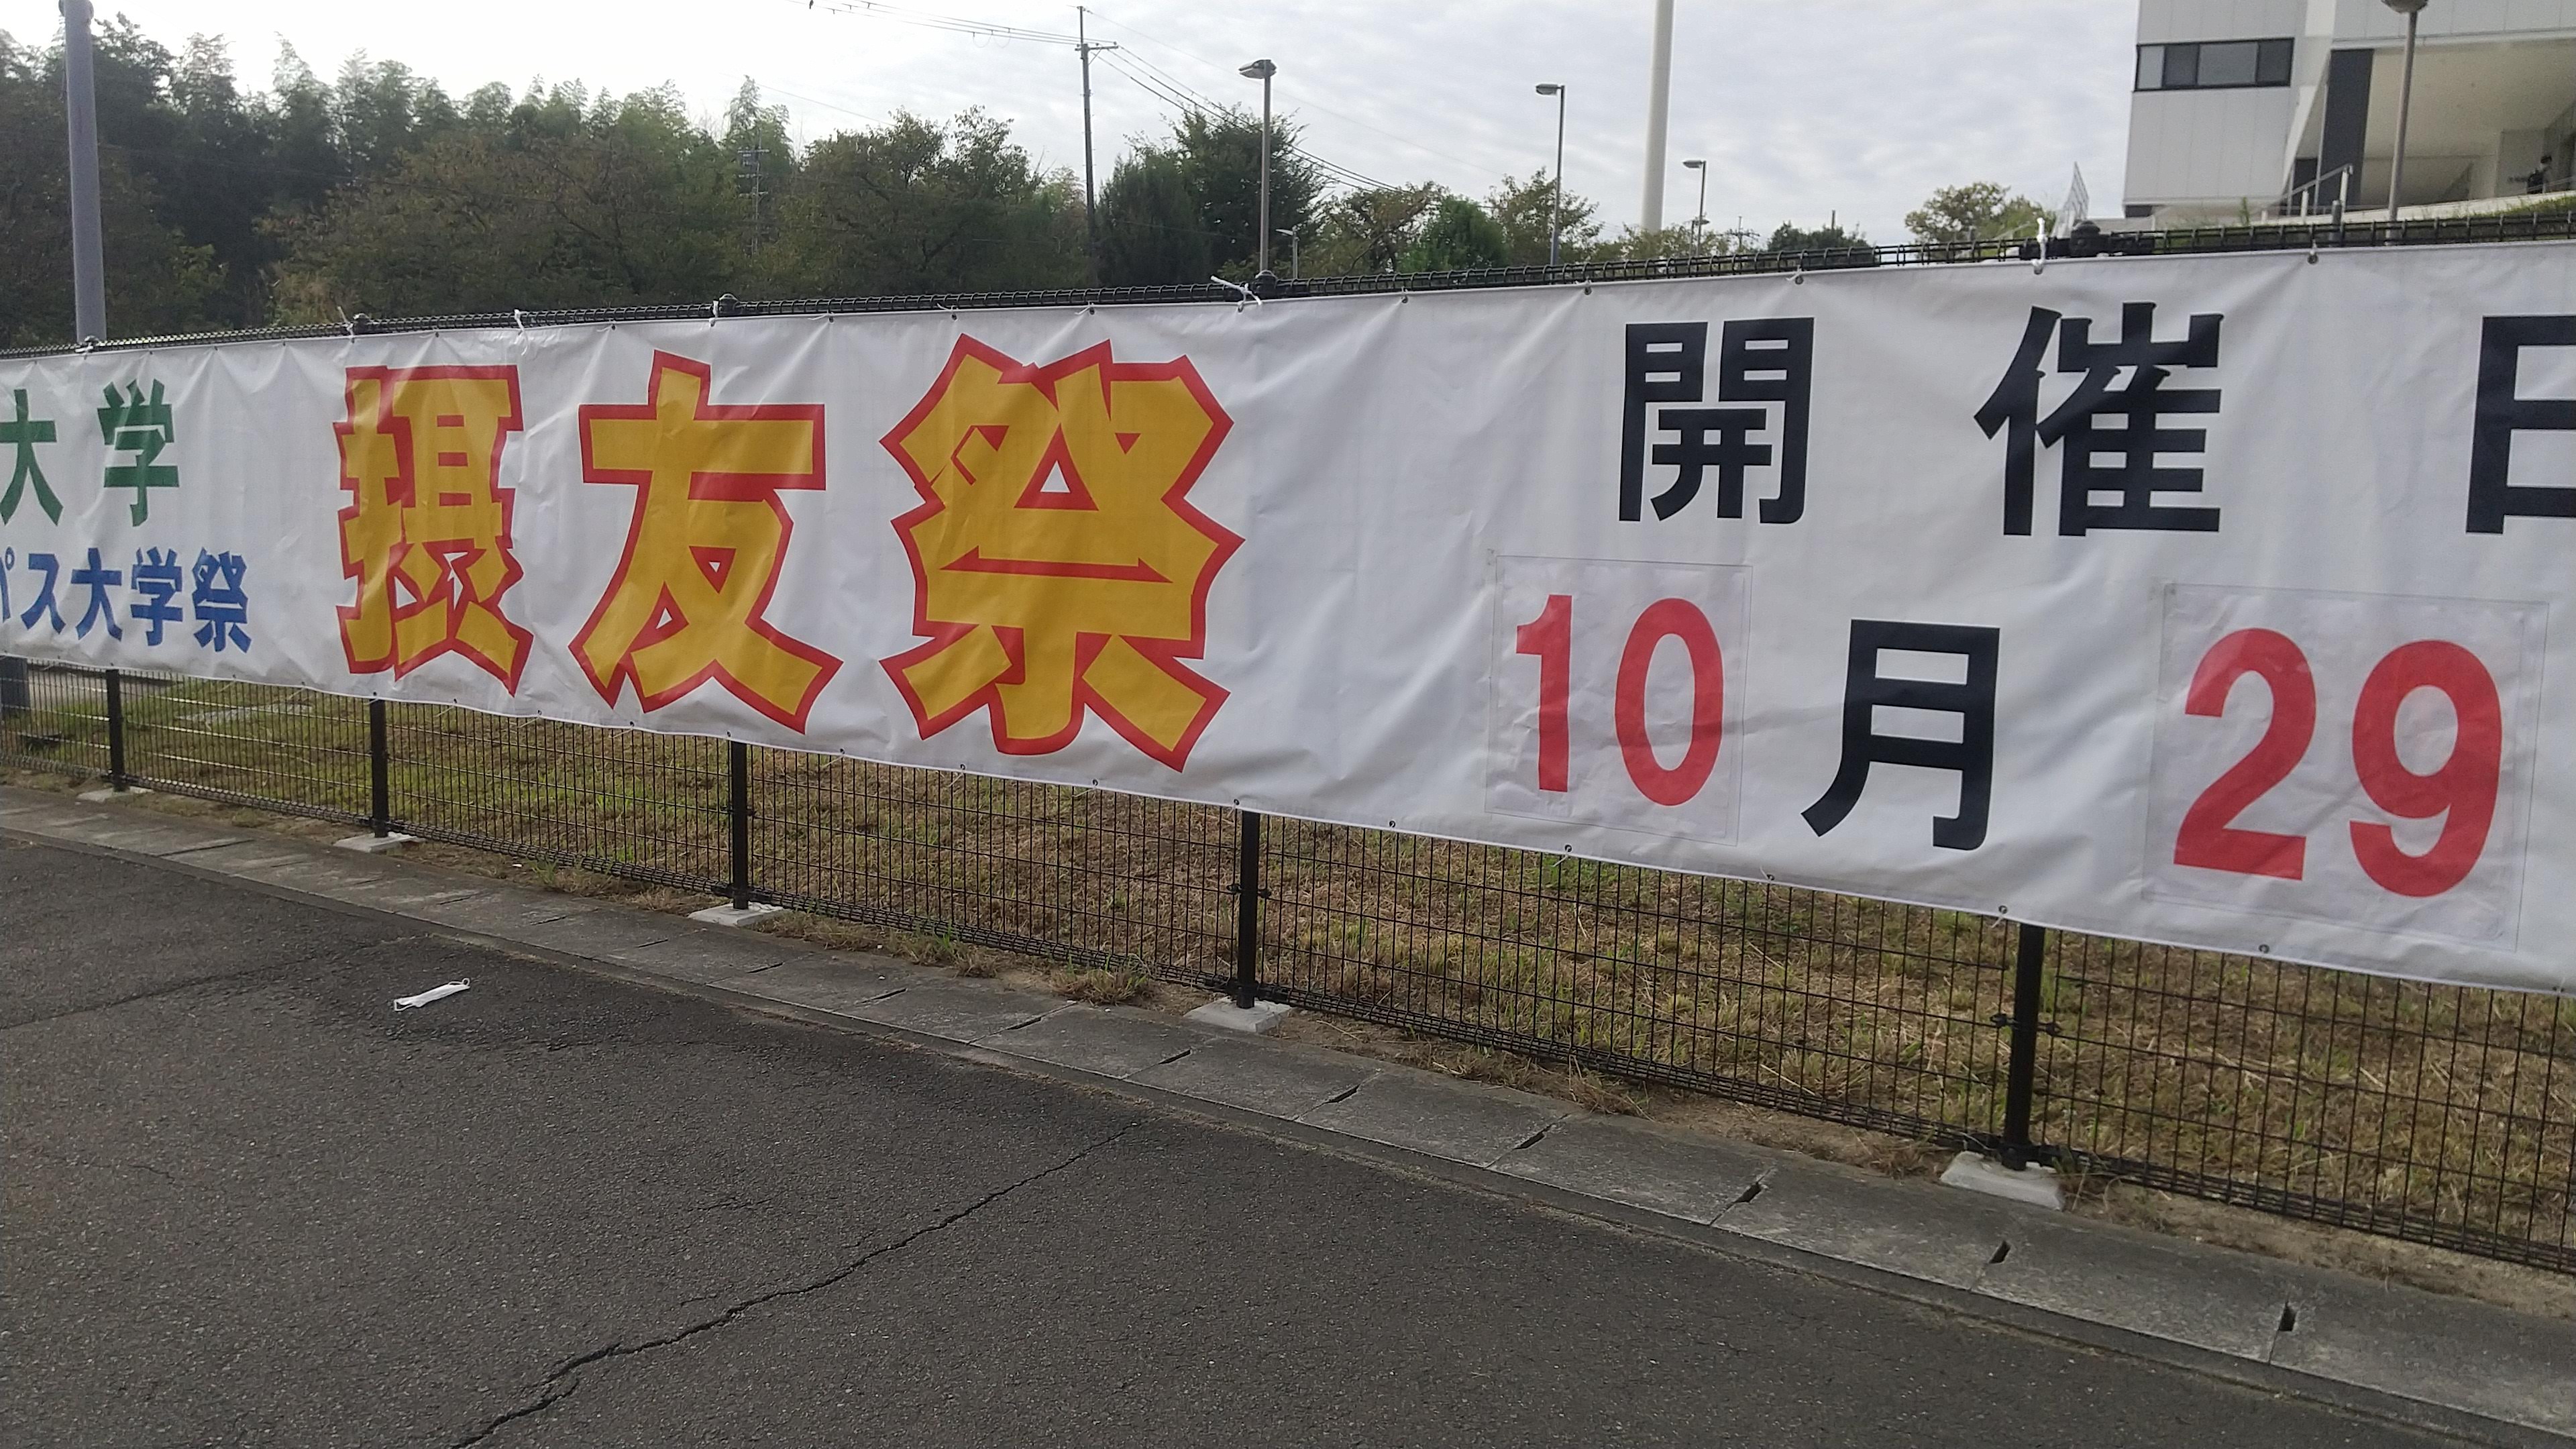 大学
パス大学祭
摂友祭
開催日
10月29